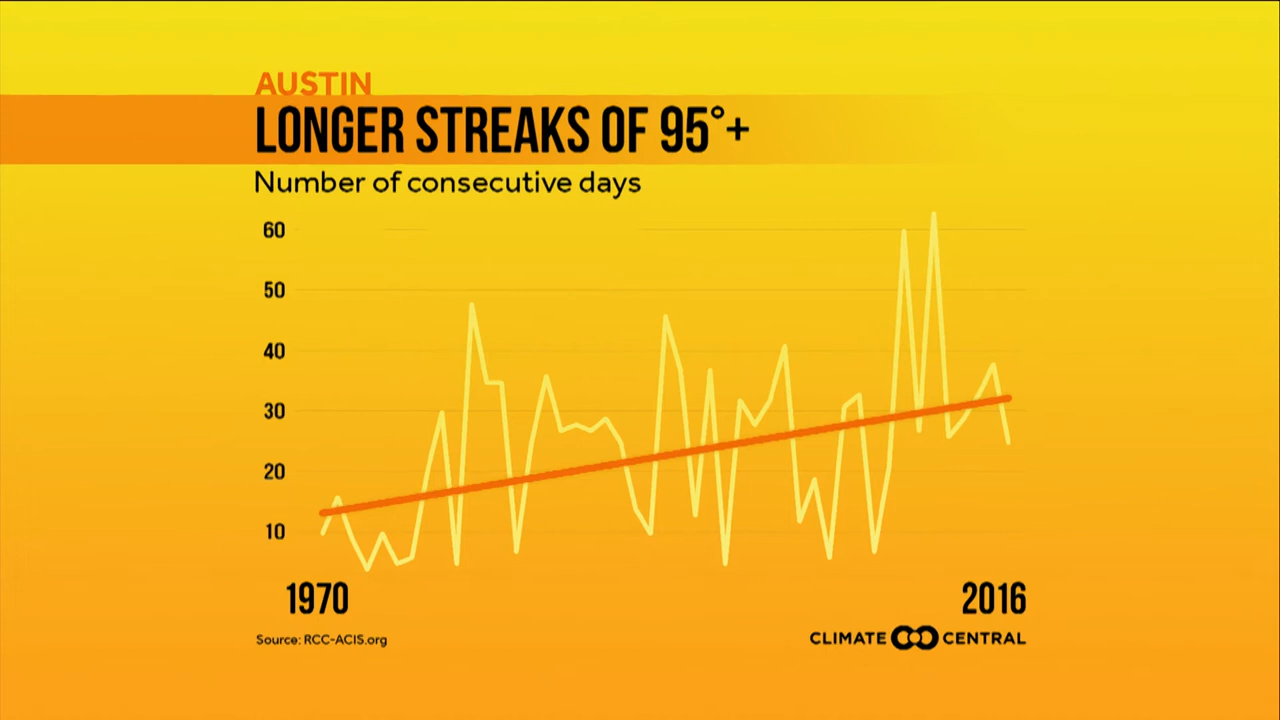 AUSTIN
LONGER STREAKS OF 95°+
Number of consecutive days
60
50
40
30
20
10
1970
2016
Source: RCC-ACIS.org
CLIMATE CENTRAL